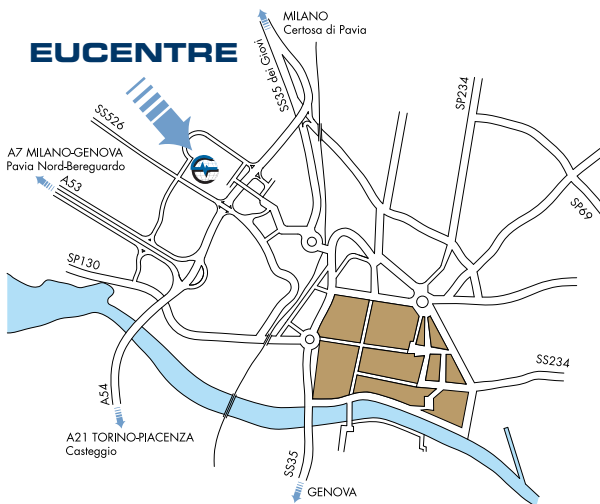 MILANO
Certosa di Pavia
EUCENTRE
SS35 dei Giovi
SP234
SS526
A7 MILANO-GENOVA
Pavia Nord-Bereguardo
A53
SP69
SP130
SS234
A54
A21 TORINO-PIACENZA
Casteggio
SS35
GENOVA